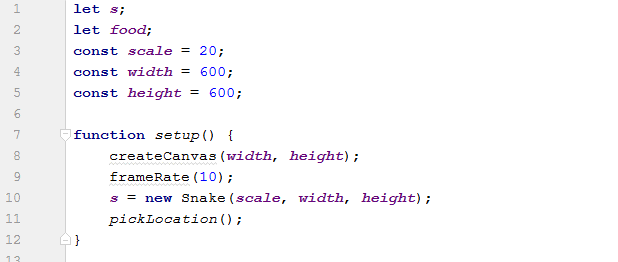 1 let s;
2 let food;
3 const scale = 20;
4 const width = 600;
5 const height = 600;
6
7 function setup() {
8 createCanvas(width, height);
9 frameRate(10);
10 s = new Snake(scale, width, height);
11 pickLocation();
12 }
13